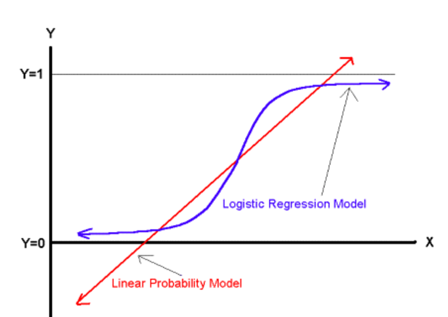 Y
Y=1
Logistic Regression Model
Y=0
X
Linear Probability Model